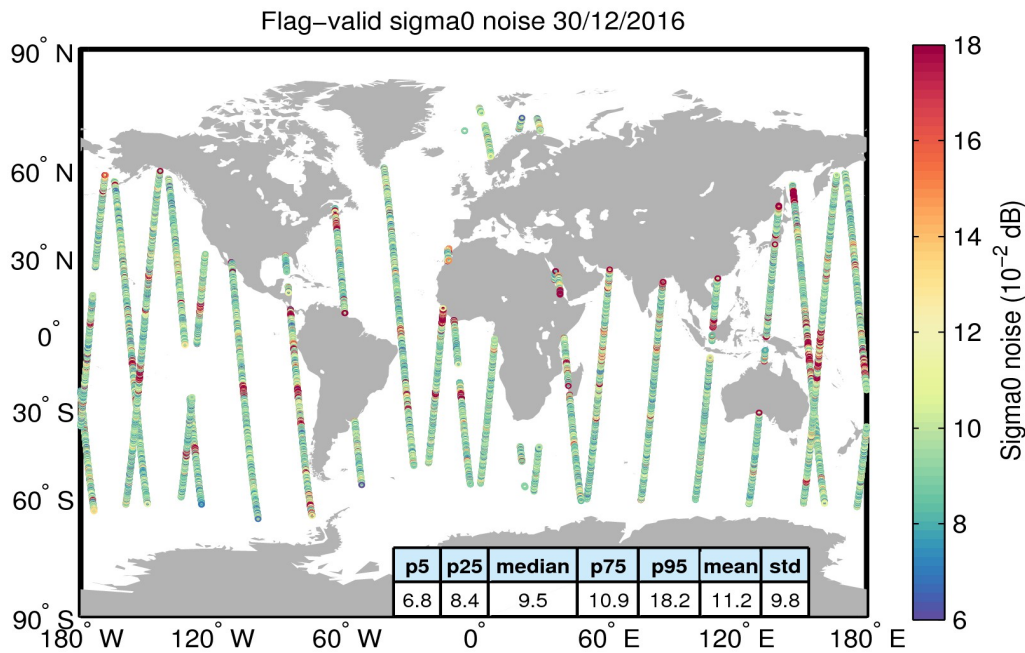 Flag−valid sigma0 noise 30/12/2016
90° N
60° N
30° N
0°
30° S
60° S
90° S
180° W
120° W
60° W
0°
60° E
120° E
180° E
p5 p25 median p75 p95 mean std
6.8 8.4 9.5 10.9 18.2 11.2 9.8
18
16
14
12
10
8
6
Sigma0 noise (10⁻² dB)